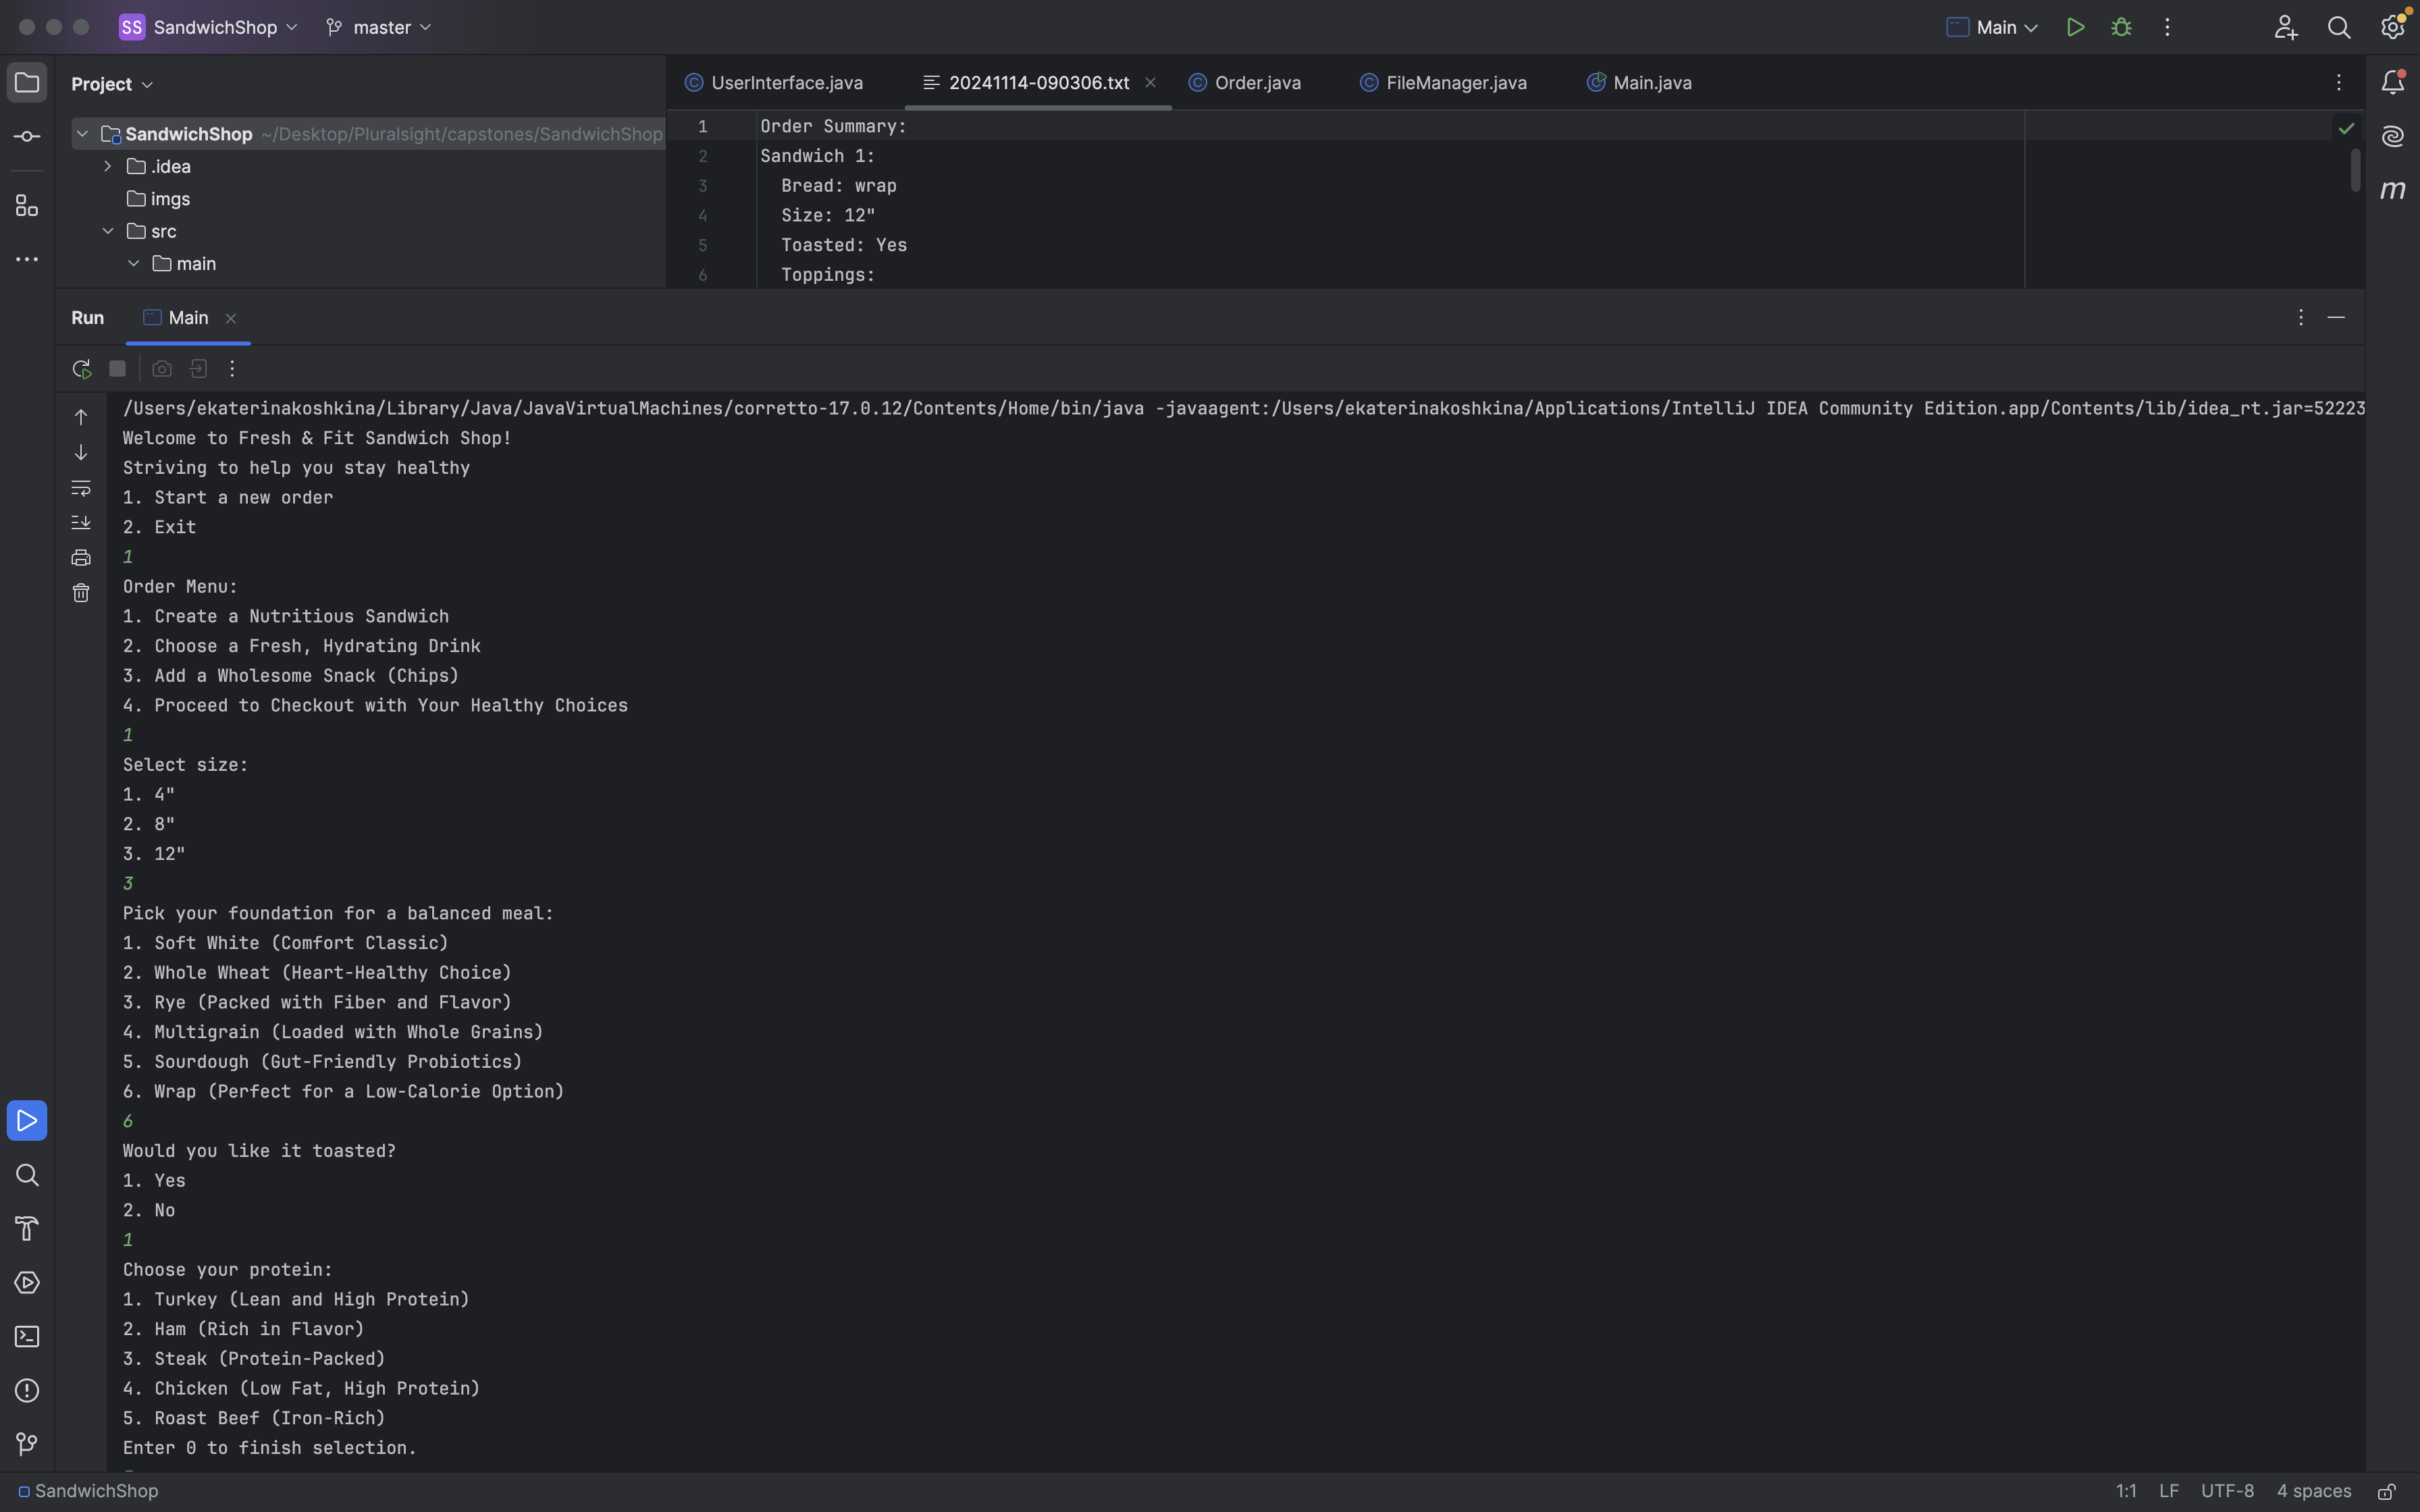 SS SandwichShop master Main
Project
UserInterface.java 20241114-090306.txt Order.java FileManager.java Main.java
SandwichShop ~/Desktop/Pluralsight/capstones/SandwichShop
.idea
imgs
src
main
1 Order Summary:
2 Sandwich 1:
3 Bread: wrap
4 Size: 12"
5 Toasted: Yes
6 Toppings:
Run Main
/Users/ekaterinakoshkina/Library/Java/JavaVirtualMachines/corretto-17.0.12/Contents/Home/bin/java -javaagent:/Users/ekaterinakoshkina/Applications/IntelliJ IDEA Community Edition.app/Contents/lib/idea_rt.jar=52223
Welcome to Fresh & Fit Sandwich Shop!
Striving to help you stay healthy
1. Start a new order
2. Exit
1
Order Menu:
1. Create a Nutritious Sandwich
2. Choose a Fresh, Hydrating Drink
3. Add a Wholesome Snack (Chips)
4. Proceed to Checkout with Your Healthy Choices
1
Select size:
1. 4"
2. 8"
3. 12"
3
Pick your foundation for a balanced meal:
1. Soft White (Comfort Classic)
2. Whole Wheat (Heart-Healthy Choice)
3. Rye (Packed with Fiber and Flavor)
4. Multigrain (Loaded with Whole Grains)
5. Sourdough (Gut-Friendly Probiotics)
6. Wrap (Perfect for a Low-Calorie Option)
6
Would you like it toasted?
1. Yes
2. No
1
Choose your protein:
1. Turkey (Lean and High Protein)
2. Ham (Rich in Flavor)
3. Steak (Protein-Packed)
4. Chicken (Low Fat, High Protein)
5. Roast Beef (Iron-Rich)
Enter 0 to finish selection.
SandwichShop 1:1 LF UTF-8 4 spaces